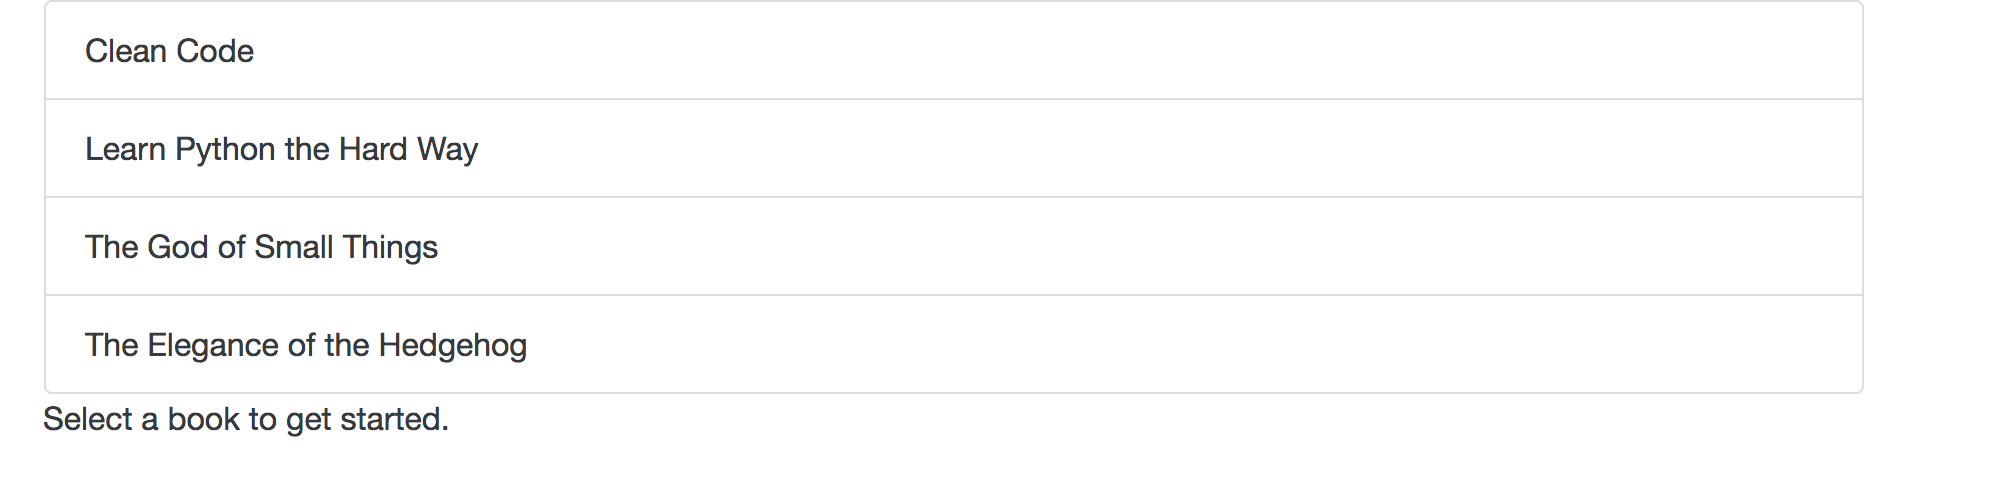 Clean Code
Learn Python the Hard Way
The God of Small Things
The Elegance of the Hedgehog
Select a book to get started.